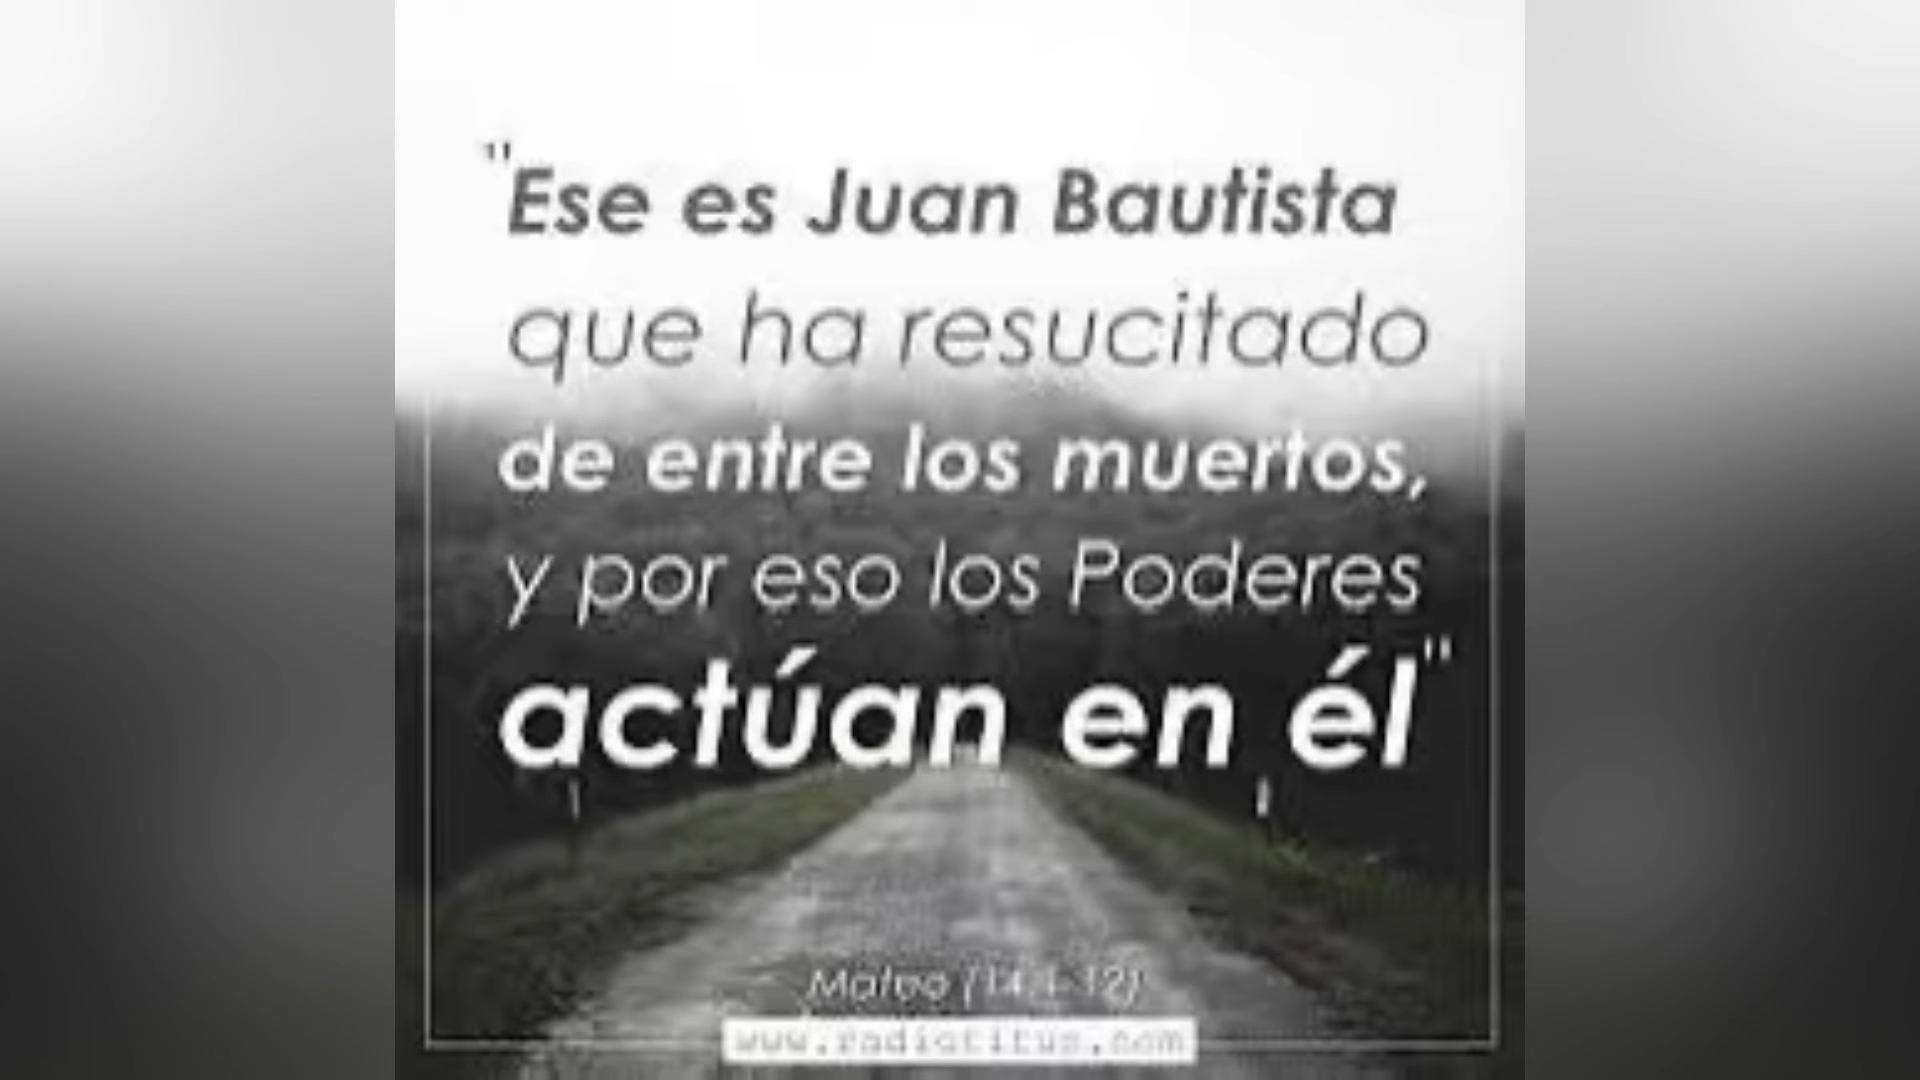 "Ese es Juan Bautista
que ha resucitado
de entre los muertos,
y por eso los Poderes
actúan en él"
Mateo (14,1-12)
www.radiotitus.com